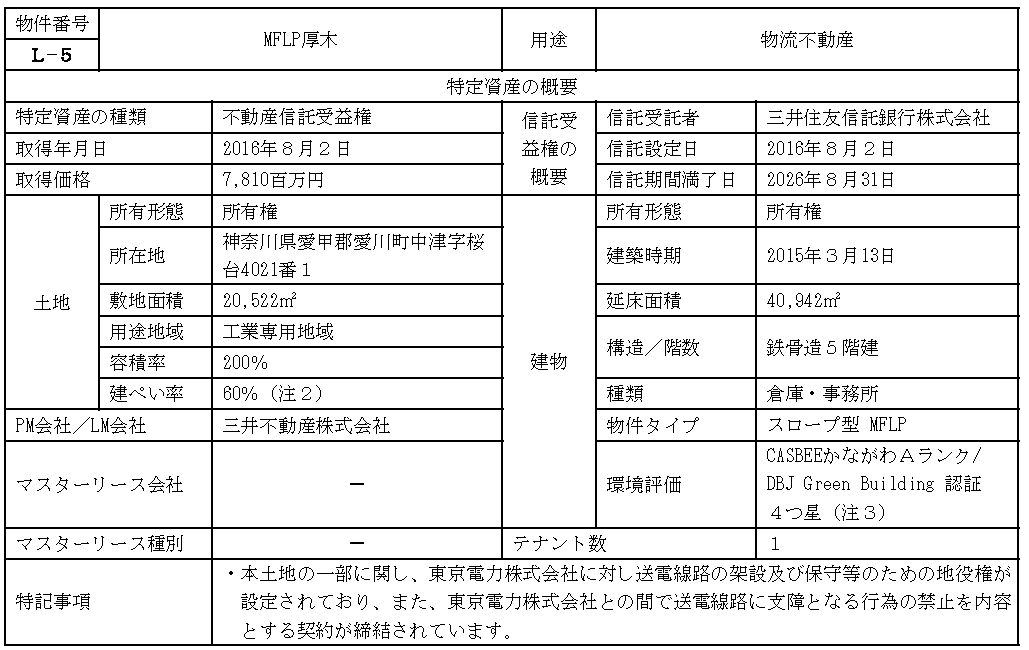 物件番号
L-5
MFLP厚木
用途
物流不動産
特定資産の概要
特定資産の種類
不動産信託受益権
信託受
益権の
概要
信託受託者
三井住友信託銀行株式会社
取得年月日
2016年８月２日
信託設定日
2016年８月２日
取得価格
7,810百万円
信託期間満了日
2026年８月31日
土地
所有形態
所有権
建物
所有形態
所有権
所在地
神奈川県愛甲郡愛川町中津字桜
台4021番１
建築時期
2015年３月13日
敷地面積
20,522㎡
延床面積
40,942㎡
用途地域
工業専用地域
構造／階数
鉄骨造５階建
容積率
200%
建ぺい率
60%（注２）
種類
倉庫・事務所
PM会社／LM会社
三井不動産株式会社
物件タイプ
スロープ型 MFLP
マスターリース会社
－
環境評価
CASBEEかながわＡランク/
DBJ Green Building 認証
４つ星（注３）
マスターリース種別
－
テナント数
１
特記事項
・本土地の一部に関し、東京電力株式会社に対し送電線路の架設及び保守等のための地役権が
設定されており、また、東京電力株式会社との間で送電線路に支障となる行為の禁止を内容
とする契約が締結されています。